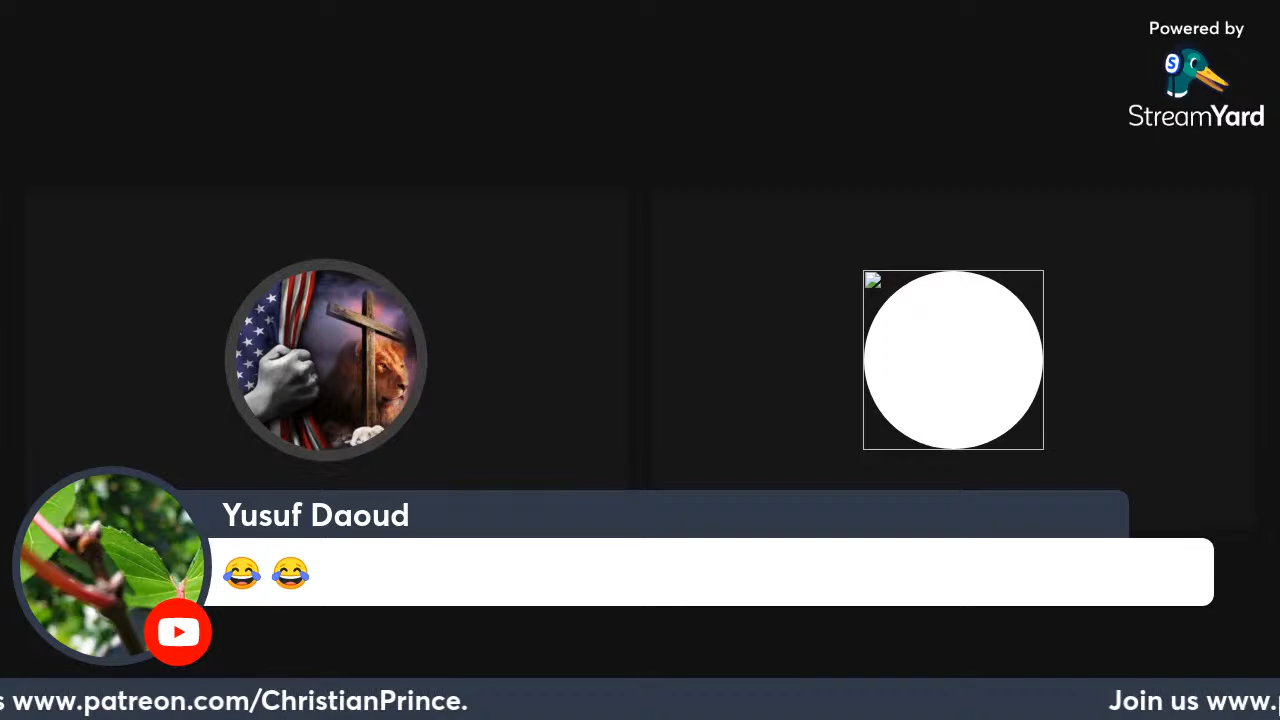 Powered by
S
StreamYard
Yusuf Daoud
😂 😂
s www.patreon.com/ChristianPrince. Join us www.p